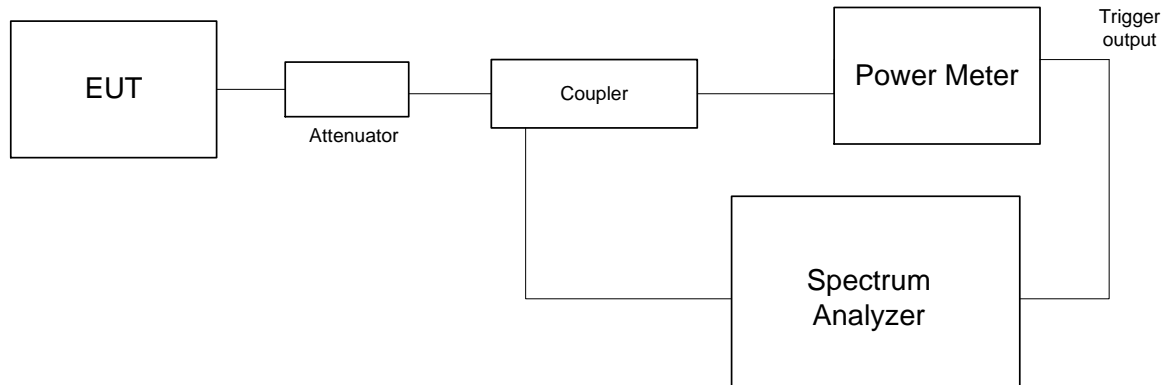 EUT
Attenuator
Coupler
Power Meter
Trigger
output
Spectrum
Analyzer